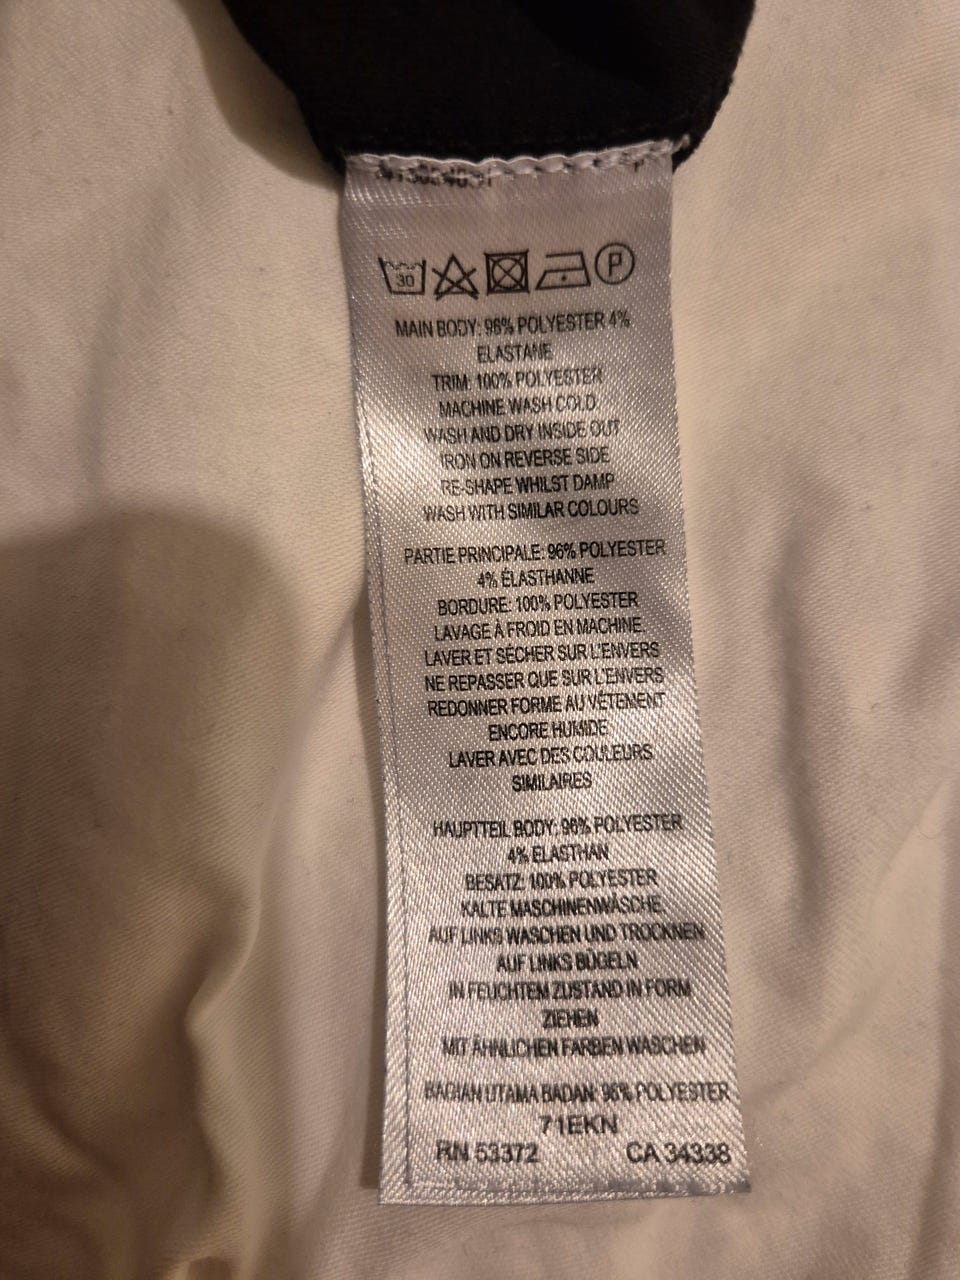 30
P
MAIN BODY: 96% POLYESTER 4%
ELASTANE
TRIM: 100% POLYESTER
MACHINE WASH COLD
WASH AND DRY INSIDE OUT
IRON ON REVERSE SIDE
RE-SHAPE WHILST DAMP
WASH WITH SIMILAR COLOURS
PARTIE PRINCIPALE: 96% POLYESTER
4% ÉLASTHANNE
BORDURE: 100% POLYESTER
LAVAGE À FROID EN MACHINE
LAVER ET SÉCHER SUR L'ENVERS
NE REPASSER QUE SUR L'ENVERS
REDONNER FORME AU VÊTEMENT
ENCORE HUMIDE
LAVER AVEC DES COULEURS
SIMILAIRES
HAUPTTEIL BODY: 96% POLYESTER
4% ELASTHAN
BESATZ: 100% POLYESTER
KALTE MASCHINENWÄSCHE
AUF LINKS WASCHEN UND TROCKNEN
AUF LINKS BÜGELN
IN FEUCHTEM ZUSTAND IN FORM
ZIEHEN
MIT ÄHNLICHEN FARBEN WASCHEN
BAGIAN UTAMA BADAN: 96% POLYESTER
71EKN
RN 53372 CA 34338